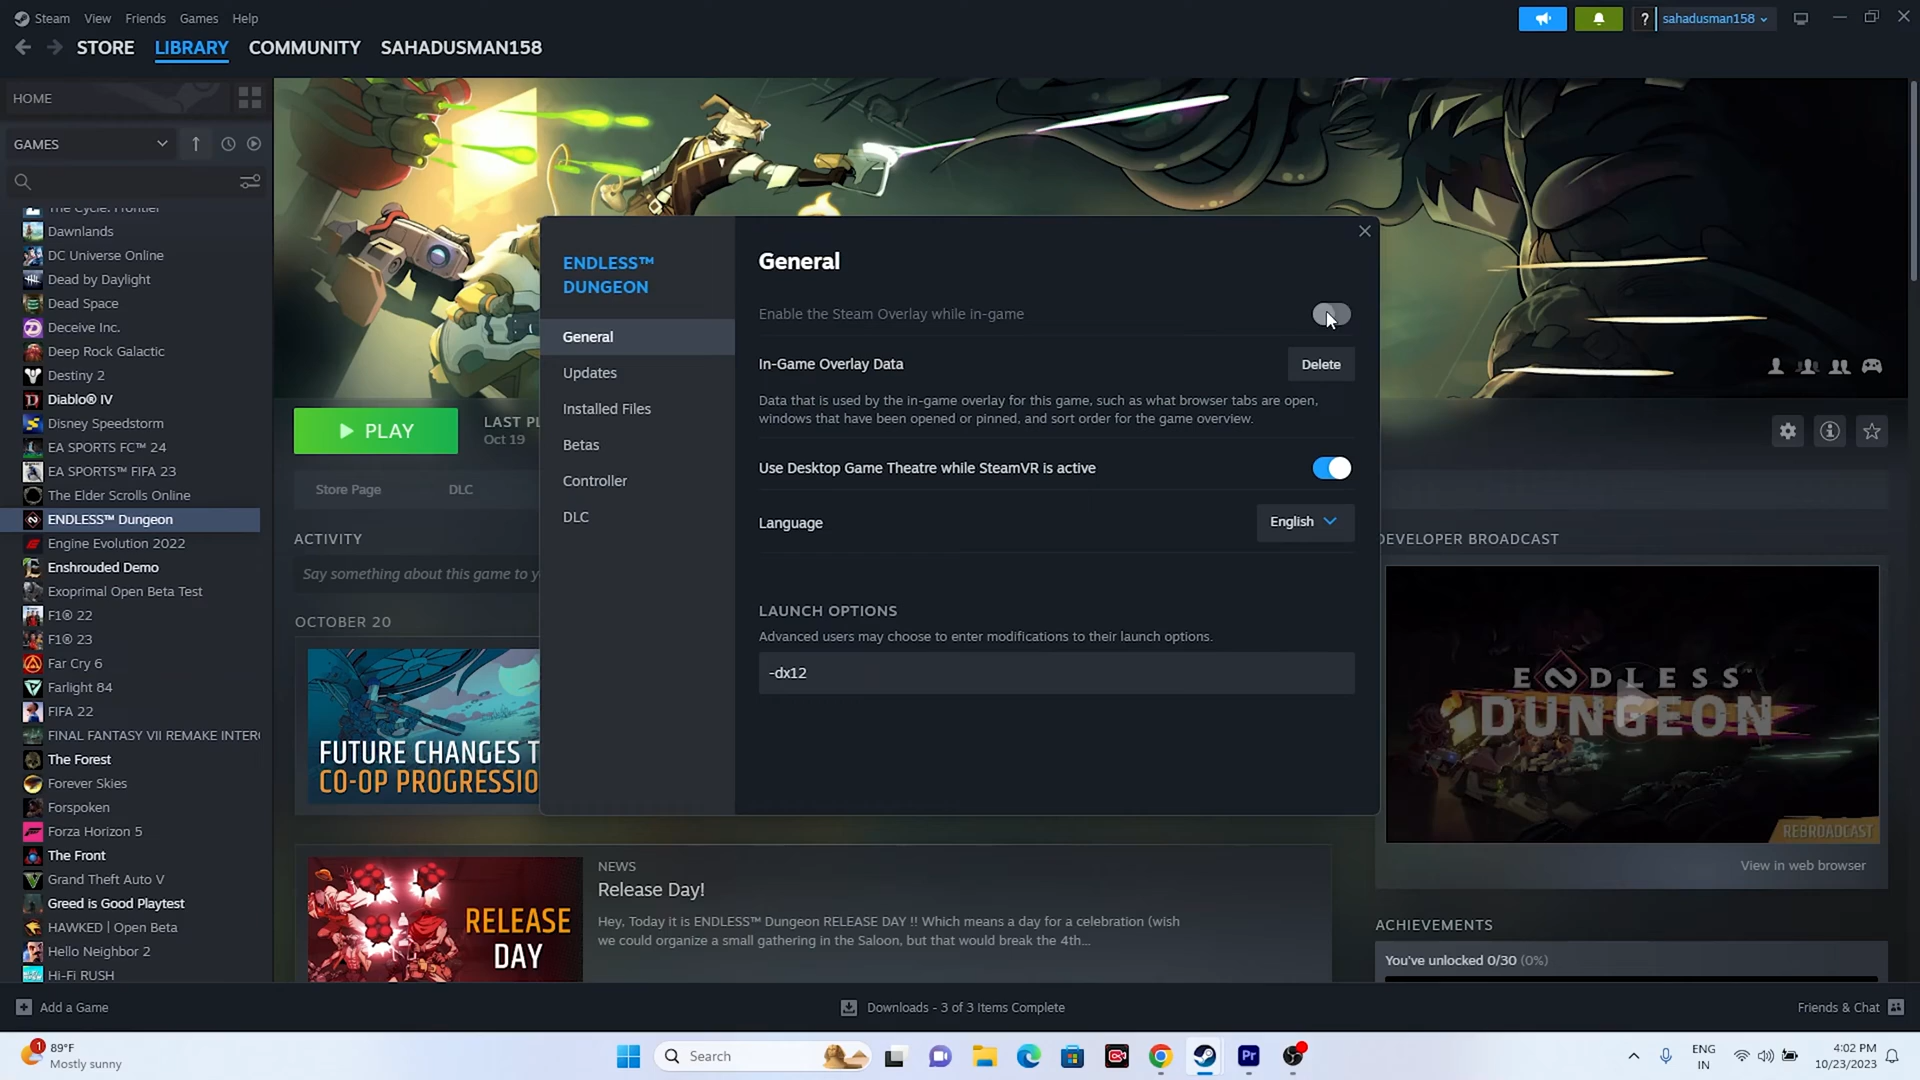 Steam View Friends Games Help
sahadusman158
STORE LIBRARY COMMUNITY SAHADUSMAN158
HOME
GAMES
The Cycle: Frontier
Dawnlands
DC Universe Online
Dead by Daylight
Dead Space
Deceive Inc.
Deep Rock Galactic
Destiny 2
Diablo® IV
Disney Speedstorm
EA SPORTS FC™ 24
EA SPORTS™ FIFA 23
The Elder Scrolls Online
ENDLESS™ Dungeon
Engine Evolution 2022
Enshrouded Demo
Exoprimal Open Beta Test
F1® 22
F1® 23
Far Cry 6
Farlight 84
FIFA 22
FINAL FANTASY VII REMAKE INTERG
The Forest
Forever Skies
Forspoken
Forza Horizon 5
The Front
Grand Theft Auto V
Greed is Good Playtest
HAWKED | Open Beta
Hello Neighbor 2
Hi-Fi RUSH
PLAY
LAST PL
Oct 19
Store Page DLC
ACTIVITY
Say something about this game to y
OCTOBER 20
FUTURE CHANGES T
CO-OP PROGRESSIO
ENDLESS™
DUNGEON
General
Updates
Installed Files
Betas
Controller
DLC
General
Enable the Steam Overlay while in-game
In-Game Overlay Data Delete
Data that is used by the in-game overlay for this game, such as what browser tabs are open,
windows that have been opened or pinned, and sort order for the game overview.
Use Desktop Game Theatre while SteamVR is active
Language English
LAUNCH OPTIONS
Advanced users may choose to enter modifications to their launch options.
-dx12
RELEASE
DAY
NEWS
Release Day!
Hey, Today it is ENDLESS™ Dungeon RELEASE DAY !! Which means a day for a celebration (wish
we could organize a small gathering in the Saloon, but that would break the 4th...
DEVELOPER BROADCAST
ENDLESS™
DUNGEON
REBROADCAST
View in web browser
ACHIEVEMENTS
You've unlocked 0/30 (0%)
Add a Game
Downloads - 3 of 3 Items Complete
Friends & Chat
1
89°F
Mostly sunny
Search
Pr
ENG
IN
4:02 PM
10/23/2023